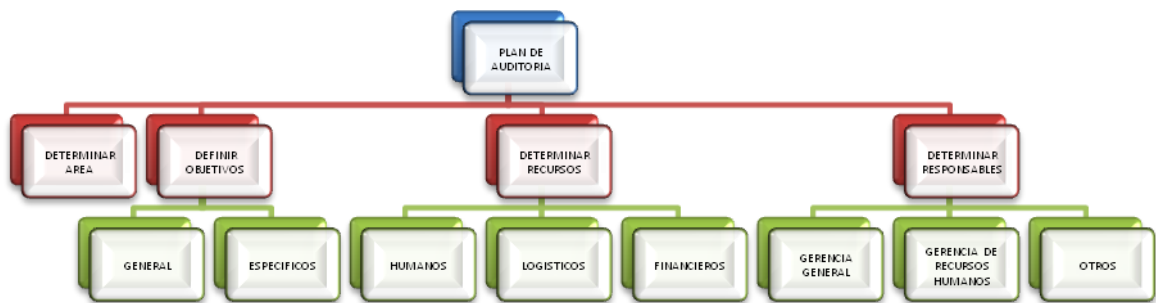 PLAN DE
AUDITORIA
DETERMINAR
AREA
DEFINIR
OBJETIVOS
DETERMINAR
RECURSOS
DETERMINAR
RESPONSABLES
GENERAL
ESPECIFICOS
HUMANOS
LOGISTICOS
FINANCIEROS
GERENCIA
GENERAL
GERENCIA DE
RECURSOS
HUMANOS
OTROS